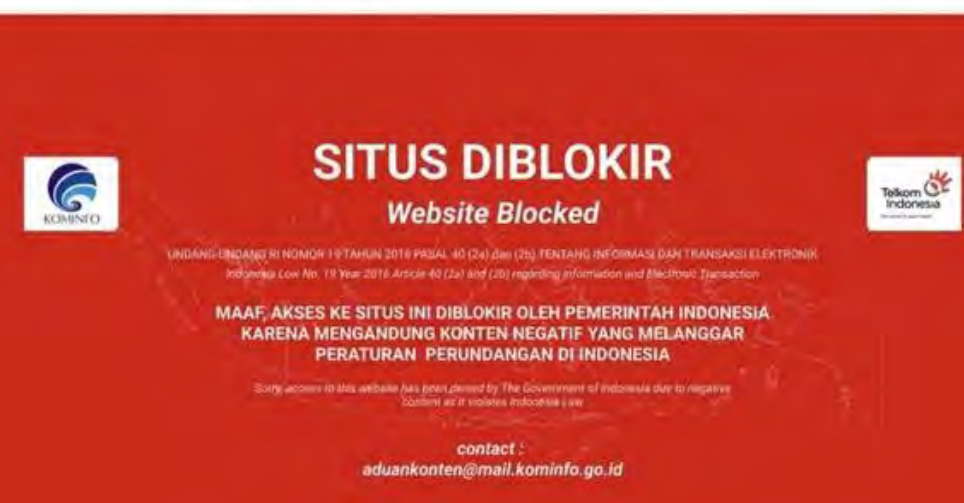 SITUS DIBLOKIR
Website Blocked
KOMINFO
Telkom
Indonesia
UNDANG-UNDANG RI NOMOR 19 TAHUN 2016 PASAL 40 (2a) dan (2b) TENTANG INFORMASI DAN TRANSAKSI ELEKTRONIK
Indonesia Law No. 19 Year 2016 Article 40 (2a) and (2b) regarding Information and Electronic Transaction
MAAF, AKSES KE SITUS INI DIBLOKIR OLEH PEMERINTAH INDONESIA
KARENA MENGANDUNG KONTEN NEGATIF YANG MELANGGAR
PERATURAN PERUNDANGAN DI INDONESIA
Sorry, access to this website has been denied by The Government of Indonesia due to negative
content as it violates Indonesia Law
contact :
aduankonten@mail.kominfo.go.id